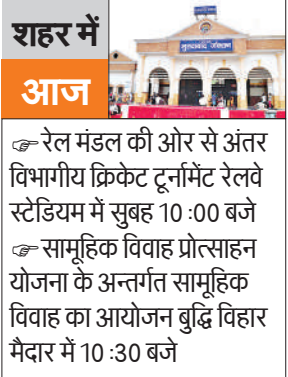 शहर में
आज
मुरादाबाद जंक्शन
☞रेल मंडल की ओर से अंतर
विभागीय क्रिकेट टूर्नामेंट रेलवे
स्टेडियम में सुबह 10 :00 बजे
☞सामूहिक विवाह प्रोत्साहन
योजना के अन्तर्गत सामूहिक
विवाह का आयोजन बुद्धि विहार
मैदार में 10 :30 बजे